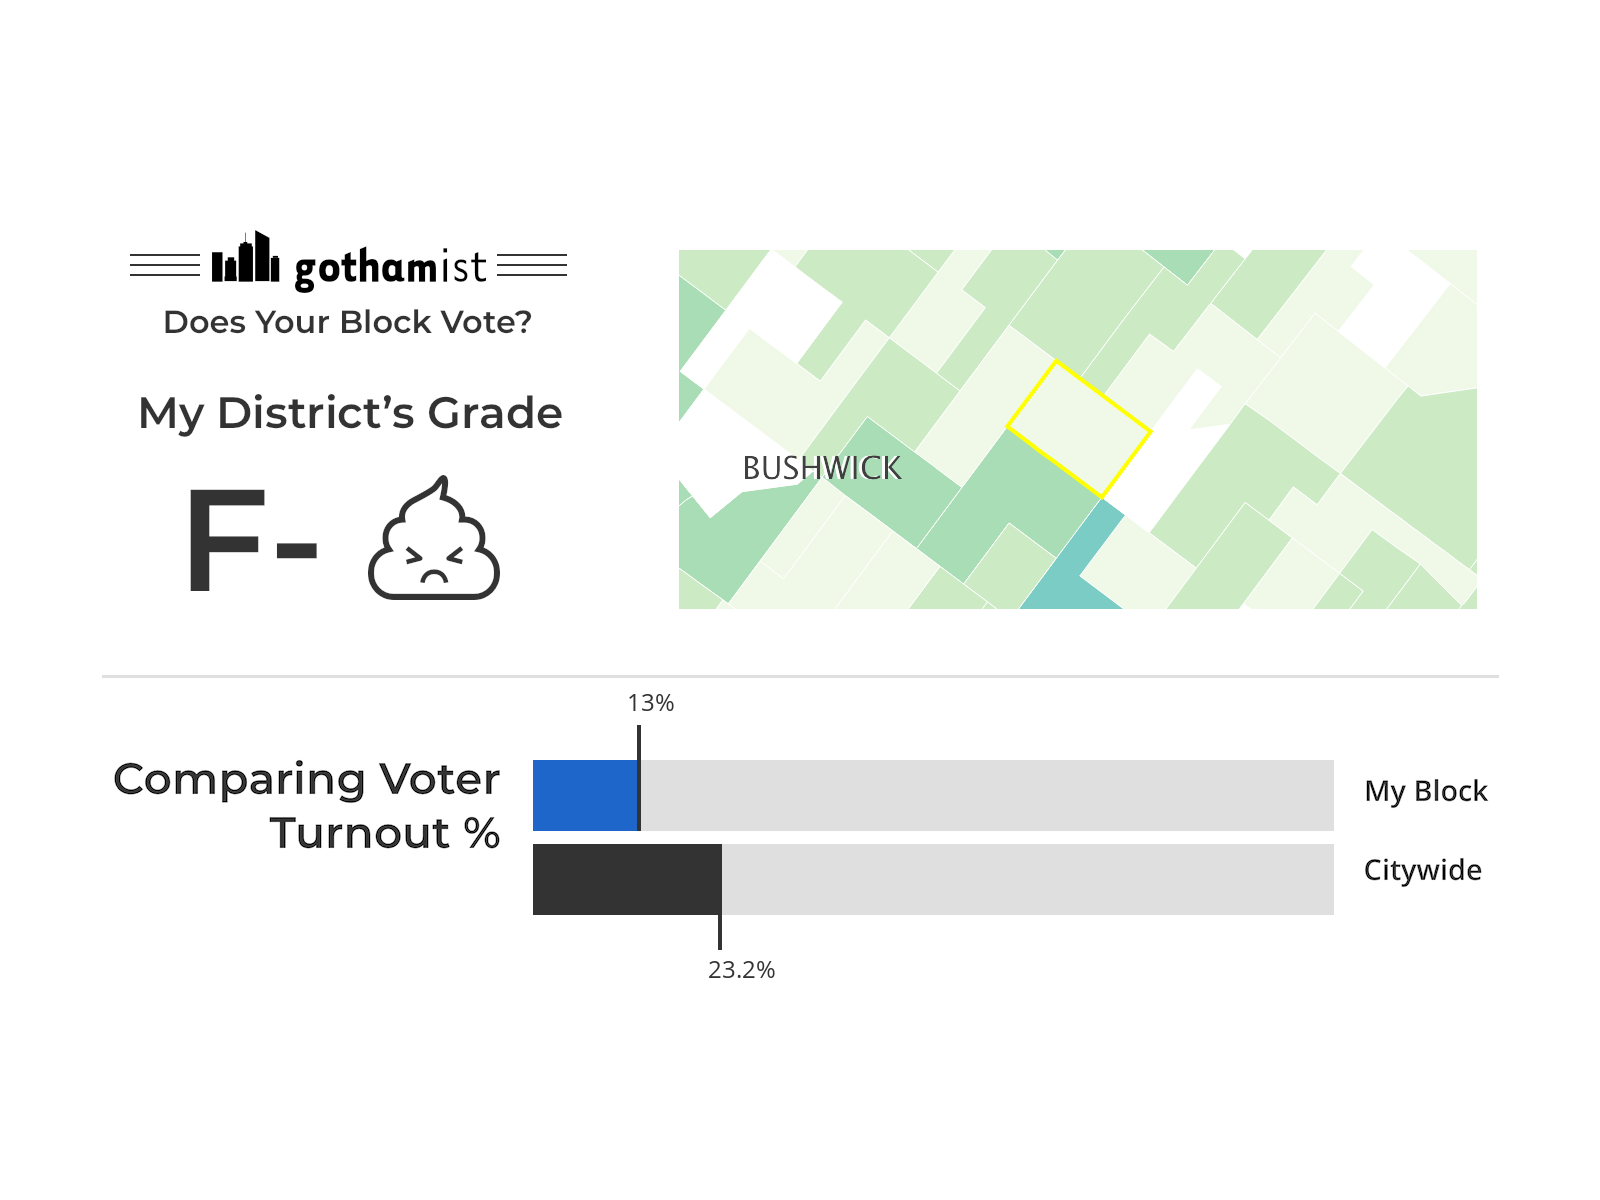 gothamist
Does Your Block Vote?
My District’s Grade
F-
BUSHWICK
13%
Comparing Voter
Turnout %
My Block
Citywide
23.2%